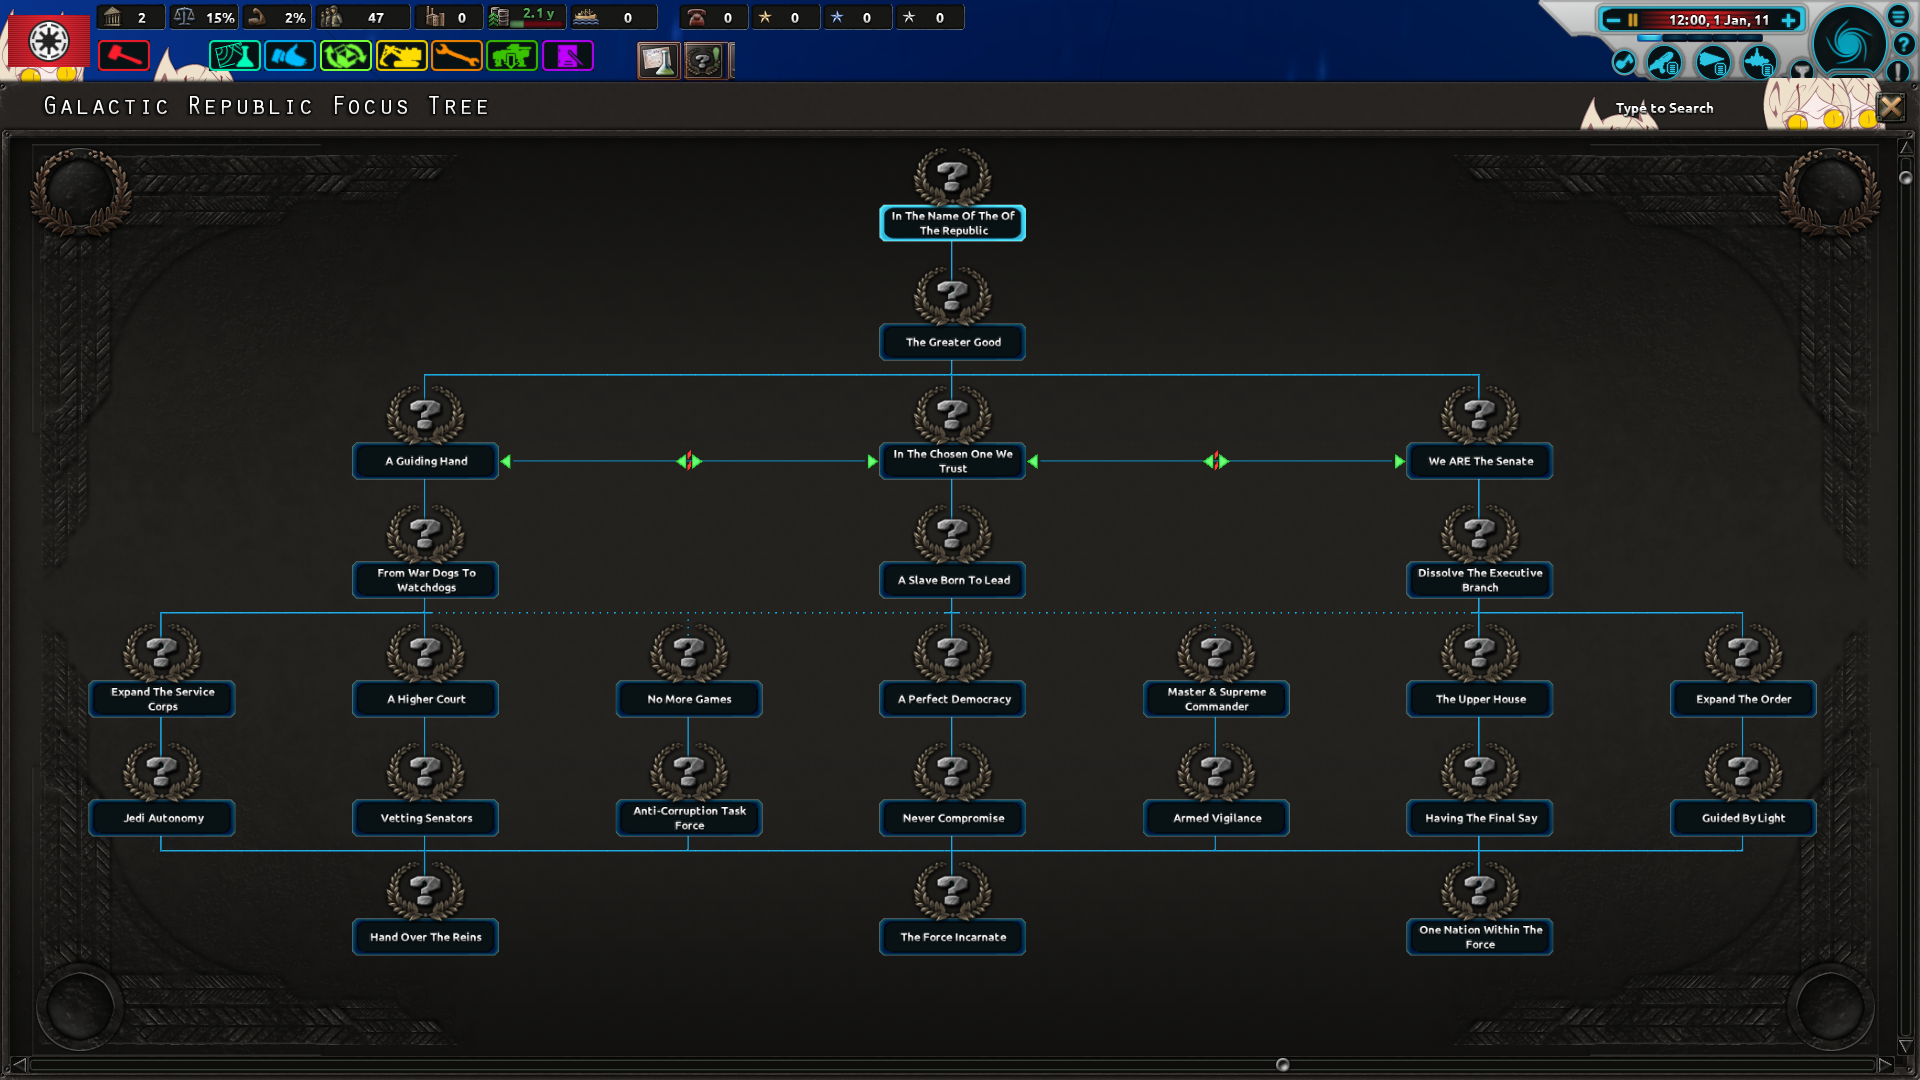 2
15%
2%
47
0
2.1 y
0
0
0
0
0
12:00, 1 Jan, 11
Galactic Republic Focus Tree
Type to Search
In The Name Of The Of
The Republic
The Greater Good
A Guiding Hand
In The Chosen One We
Trust
We ARE The Senate
From War Dogs To
Watchdogs
A Slave Born To Lead
Dissolve The Executive
Branch
Expand The Service
Corps
A Higher Court
No More Games
A Perfect Democracy
Master & Supreme
Commander
The Upper House
Expand The Order
Jedi Autonomy
Vetting Senators
Anti-Corruption Task
Force
Never Compromise
Armed Vigilance
Having The Final Say
Guided By Light
Hand Over The Reins
The Force Incarnate
One Nation Within The
Force